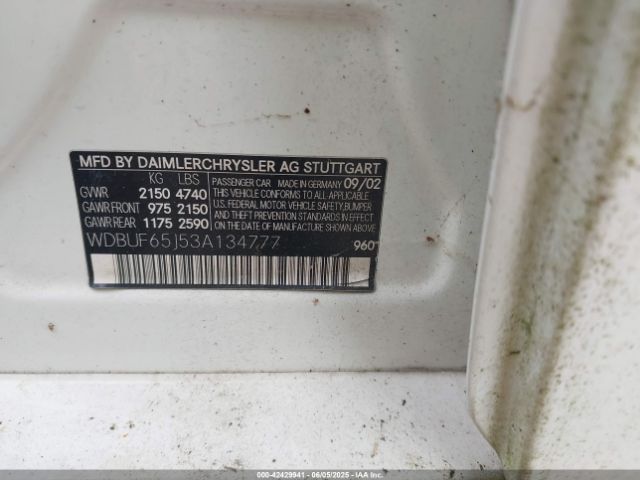 MFD BY DAIMLERCHRYSLER AG STUTTGART
KG LBS
GVWR 2150 4740
GAWR FRONT 975 2150
GAWR REAR 1175 2590
PASSENGER CAR MADE IN GERMANY 09/02
THIS VEHICLE CONFORMS TO ALL APPLICABLE
U.S. FEDERAL MOTOR VEHICLE SAFETY, BUMPER,
AND THEFT PREVENTION STANDARDS IN EFFECT
ON THE DATE OF MANUFACTURE SHOWN ABOVE
WDBUF65J53A134777
960
000-42429941 - 06/05/2025 - © IAA Inc.